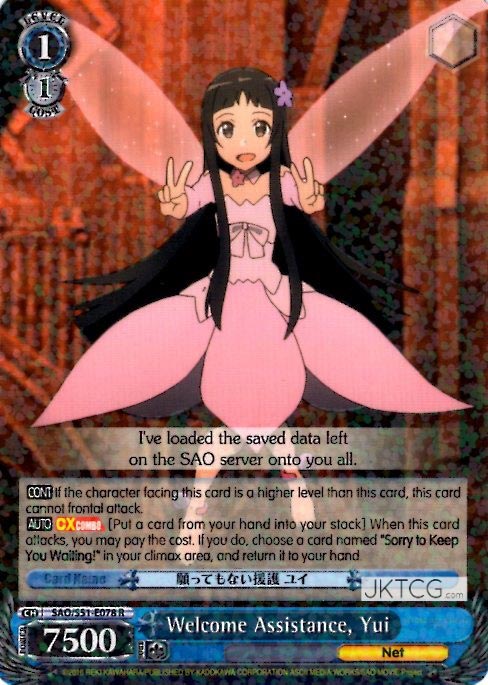 LEVEL
1
1
COST
I've loaded the saved data left
on the SAO server onto you all.
CONT If the character facing this card is a higher level than this card, this card
cannot frontal attack.
AUTO CX COMBO [Put a card from your hand into your stock] When this card
attacks, you may pay the cost. If you do, choose a card named "Sorry to Keep
You Waiting!" in your climax area, and return it to your hand.
Card Name 願ってもない援護 ユイ
JKTCG.com
CH SAO/S51-E078 R
POWER 7500 Welcome Assistance, Yui
Net